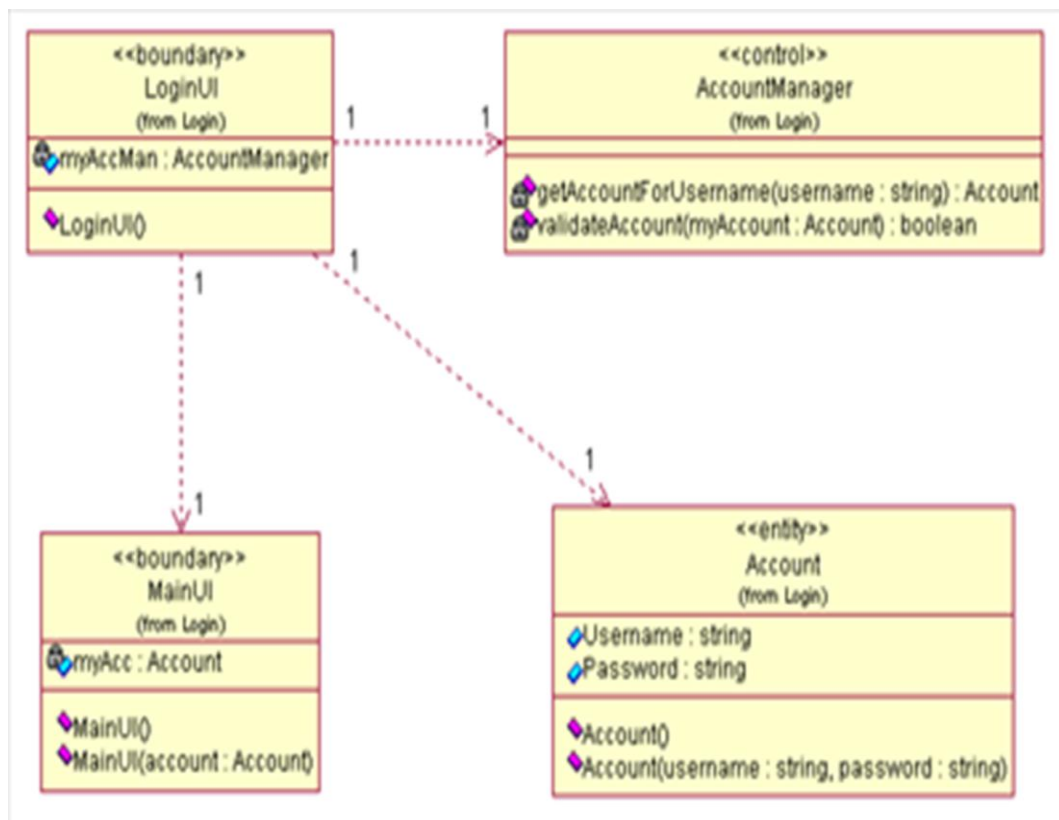 <<boundary>>
LoginUI
(from Login)
myAccMan : AccountManager
LoginUI()
1
1
<<control>>
AccountManager
(from Login)
getAccountForUsername(username : string) : Account
validateAccount(myAccount : Account) : boolean
1
1
1
1
<<boundary>>
MainUI
(from Login)
myAcc : Account
MainUI()
MainUI(account : Account)
<<entity>>
Account
(from Login)
Username : string
Password : string
Account()
Account(username : string, password : string)